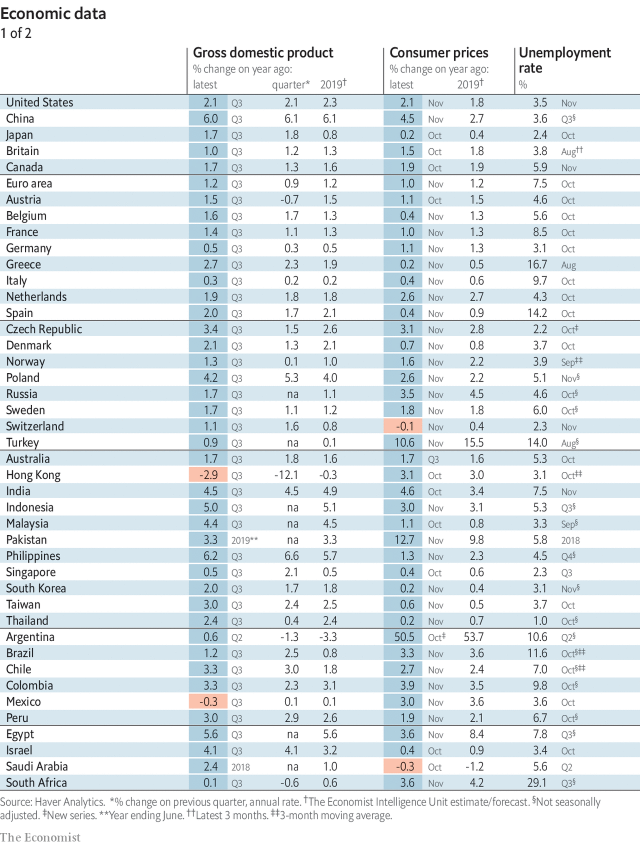 Economic data
1 of 2
Gross domestic product Consumer prices Unemployment
% change on year ago: % change on year ago: rate
latest quarter* 2019† latest 2019† %
United States 2.1 Q3 2.1 2.3 2.1 Nov 1.8 3.5 Nov
China 6.0 Q3 6.1 6.1 4.5 Nov 2.7 3.6 Q3§
Japan 1.7 Q3 1.8 0.8 0.2 Oct 0.4 2.4 Oct
Britain 1.0 Q3 1.2 1.3 1.5 Oct 1.8 3.8 Aug††
Canada 1.7 Q3 1.3 1.6 1.9 Oct 1.9 5.9 Nov
Euro area 1.2 Q3 0.9 1.2 1.0 Nov 1.2 7.5 Oct
Austria 1.5 Q3 -0.7 1.5 1.1 Oct 1.5 4.6 Oct
Belgium 1.6 Q3 1.7 1.3 0.4 Nov 1.3 5.6 Oct
France 1.4 Q3 1.1 1.3 1.0 Nov 1.3 8.5 Oct
Germany 0.5 Q3 0.3 0.5 1.1 Nov 1.3 3.1 Oct
Greece 2.7 Q3 2.3 1.9 0.2 Nov 0.5 16.7 Aug
Italy 0.3 Q3 0.2 0.2 0.4 Nov 0.6 9.7 Oct
Netherlands 1.9 Q3 1.8 1.8 2.6 Nov 2.7 4.3 Oct
Spain 2.0 Q3 1.7 2.1 0.4 Nov 0.9 14.2 Oct
Czech Republic 3.4 Q3 1.5 2.6 3.1 Nov 2.8 2.2 Oct‡
Denmark 2.1 Q3 1.3 2.1 0.7 Nov 0.8 3.7 Oct
Norway 1.3 Q3 0.1 1.0 1.6 Nov 2.2 3.9 Sep‡‡
Poland 4.2 Q3 5.3 4.0 2.6 Nov 2.2 5.1 Nov§
Russia 1.7 Q3 na 1.1 3.5 Nov 4.5 4.6 Oct§
Sweden 1.7 Q3 1.1 1.2 1.8 Nov 1.8 6.0 Oct§
Switzerland 1.1 Q3 1.6 0.8 -0.1 Nov 0.4 2.3 Nov
Turkey 0.9 Q3 na 0.1 10.6 Nov 15.5 14.0 Aug§
Australia 1.7 Q3 1.8 1.6 1.7 Q3 1.6 5.3 Oct
Hong Kong -2.9 Q3 -12.1 -0.3 3.1 Oct 3.0 3.1 Oct‡‡
India 4.5 Q3 4.5 4.9 4.6 Oct 3.4 7.5 Nov
Indonesia 5.0 Q3 na 5.1 3.0 Nov 3.1 5.3 Q3§
Malaysia 4.4 Q3 na 4.5 1.1 Oct 0.8 3.3 Sep§
Pakistan 3.3 2019** na 3.3 12.7 Nov 9.8 5.8 2018
Philippines 6.2 Q3 6.6 5.7 1.3 Nov 2.3 4.5 Q4§
Singapore 0.5 Q3 2.1 0.5 0.4 Oct 0.6 2.3 Q3
South Korea 2.0 Q3 1.7 1.8 0.2 Nov 0.4 3.1 Nov§
Taiwan 3.0 Q3 2.4 2.5 0.6 Nov 0.5 3.7 Oct
Thailand 2.4 Q3 0.4 2.4 0.2 Nov 0.7 1.0 Oct§
Argentina 0.6 Q2 -1.3 -3.3 50.5 Oct‡ 53.7 10.6 Q2§
Brazil 1.2 Q3 2.5 0.8 3.3 Nov 3.6 11.6 Oct§‡‡
Chile 3.3 Q3 3.0 1.8 2.7 Nov 2.4 7.0 Oct§‡‡
Colombia 3.3 Q3 2.3 3.1 3.9 Nov 3.5 9.8 Oct§
Mexico -0.3 Q3 0.1 0.1 3.0 Nov 3.6 3.6 Oct
Peru 3.0 Q3 2.9 2.6 1.9 Nov 2.1 6.7 Oct§
Egypt 5.6 Q3 na 5.6 3.6 Nov 8.4 7.8 Q3§
Israel 4.1 Q3 4.1 3.2 0.4 Oct 0.9 3.4 Oct
Saudi Arabia 2.4 2018 na 1.0 -0.3 Oct -1.2 5.6 Q2
South Africa 0.1 Q3 -0.6 0.6 3.6 Nov 4.2 29.1 Q3§
Source: Haver Analytics. *% change on previous quarter, annual rate. †The Economist Intelligence Unit estimate/forecast. §Not seasonally
adjusted. ‡New series. **Year ending June. ††Latest 3 months. ‡‡3-month moving average.
The Economist